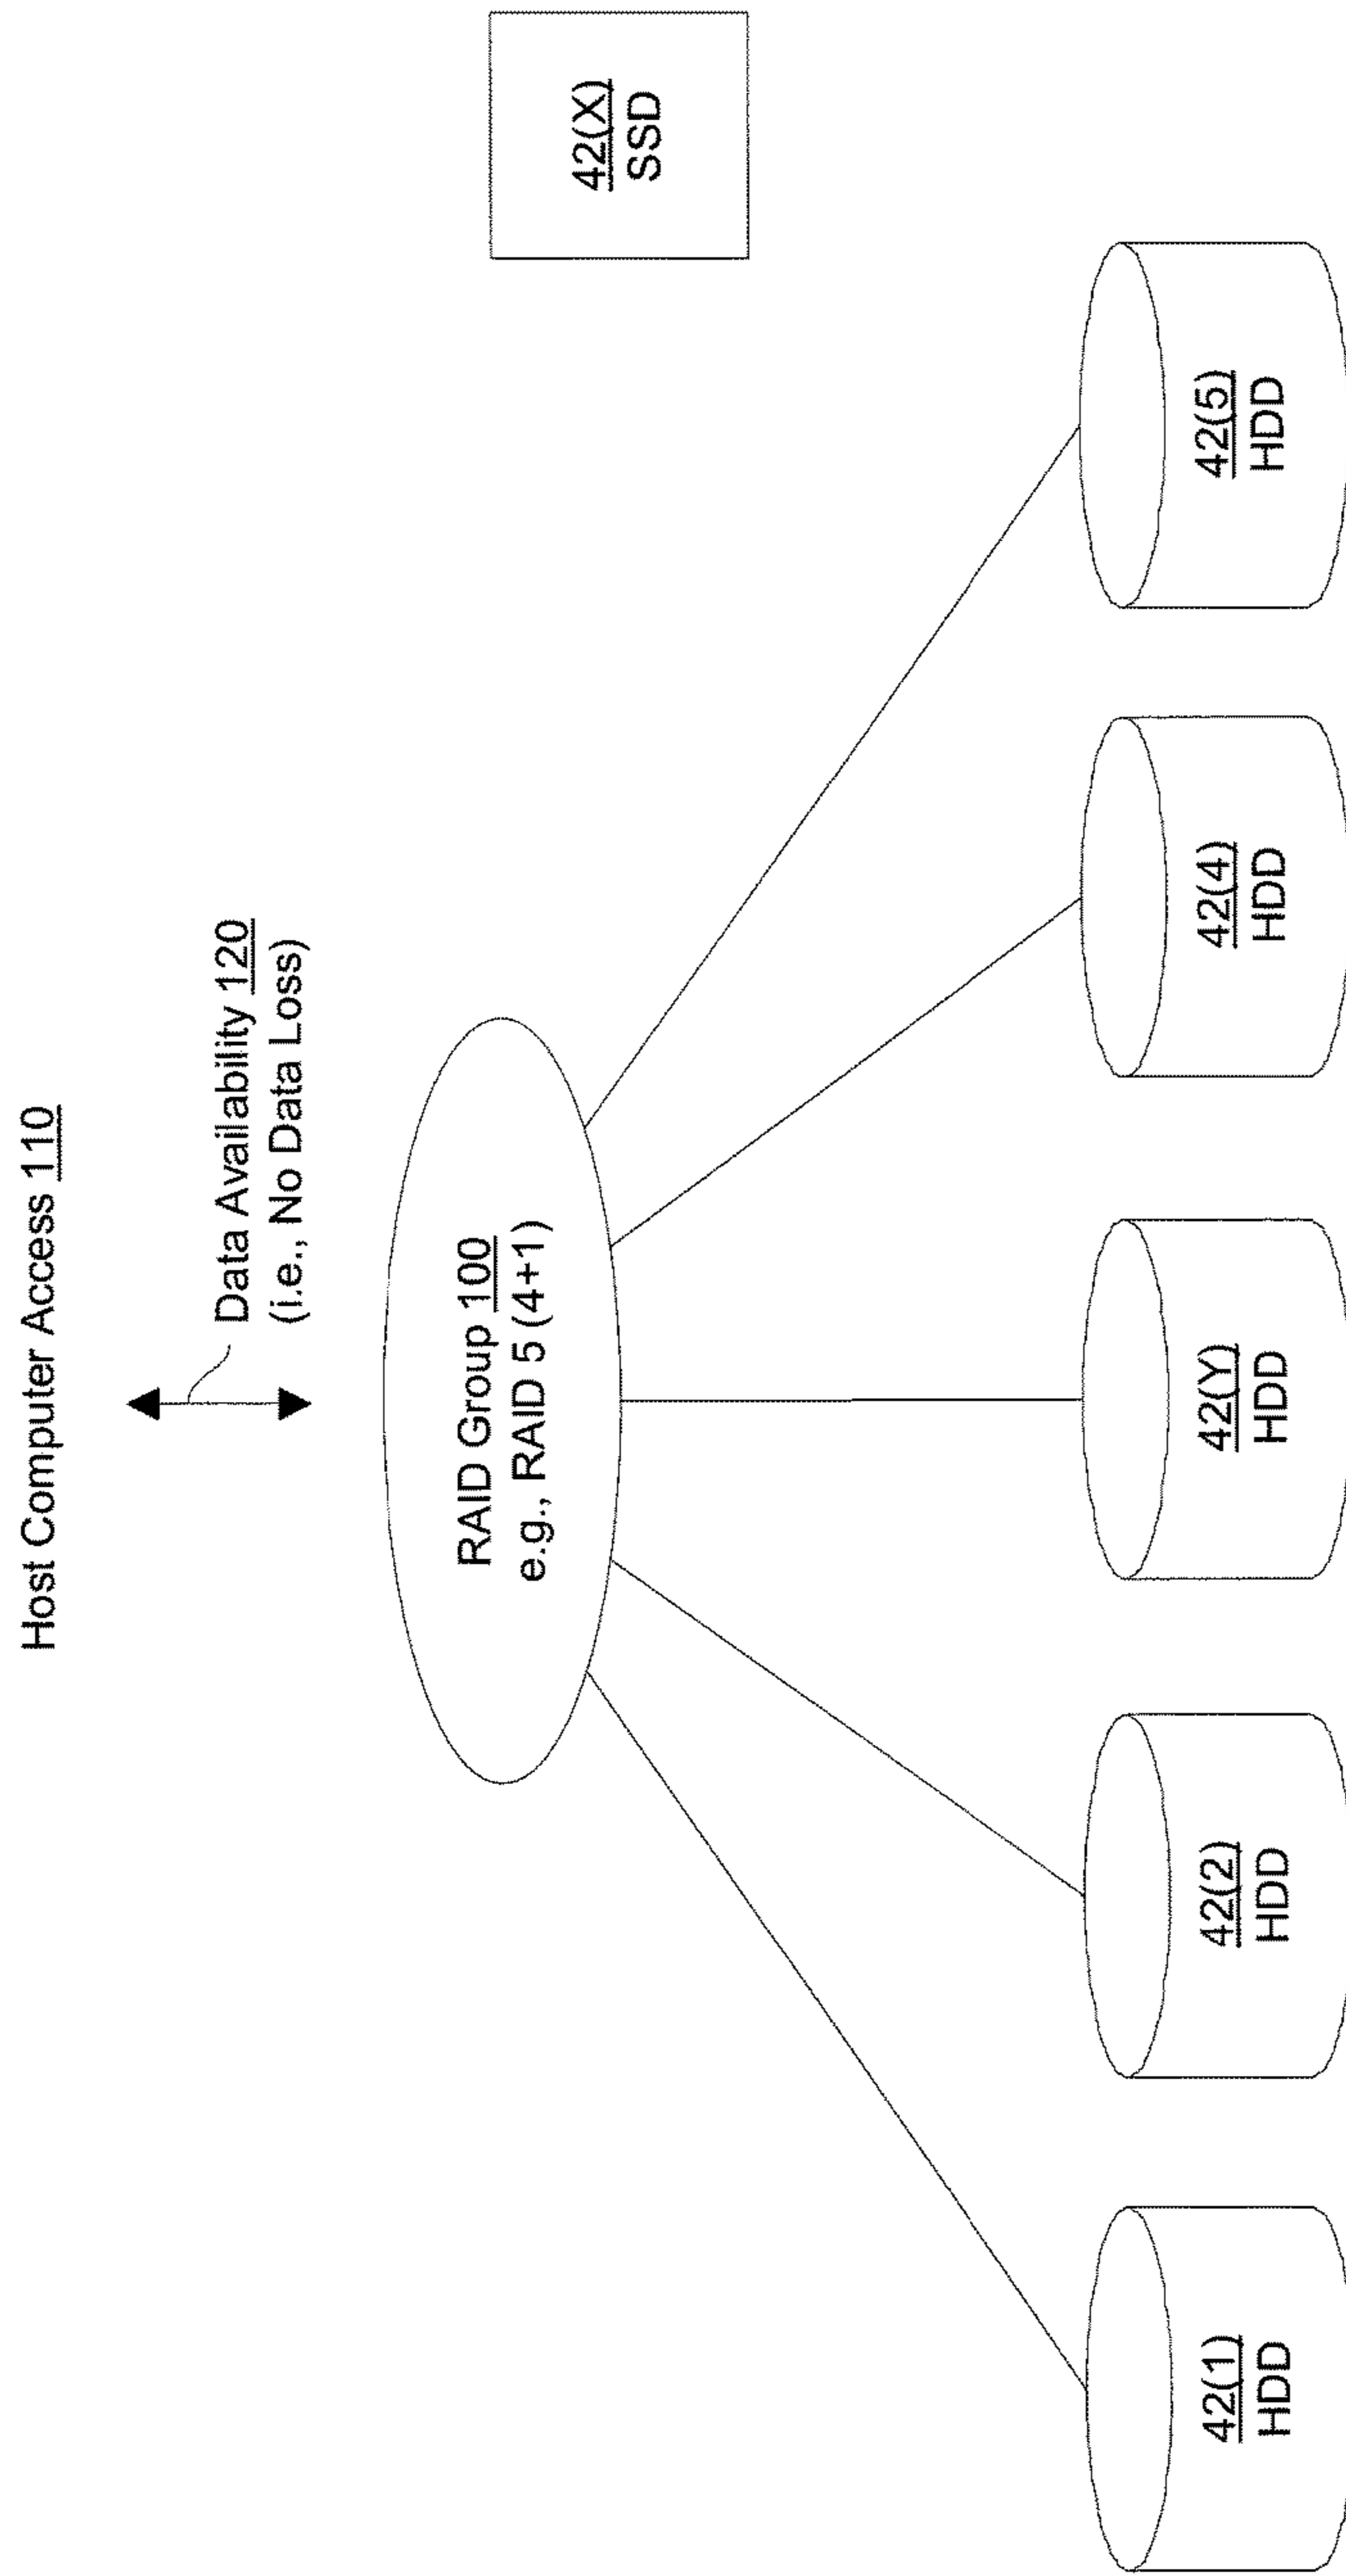 Host Computer Access 110
Data Availability 120
(i.e., No Data Loss)
RAID Group 100
e.g., RAID 5 (4+1)
42(X)
SSD
42(1)
HDD
42(2)
HDD
42(Y)
HDD
42(4)
HDD
42(5)
HDD